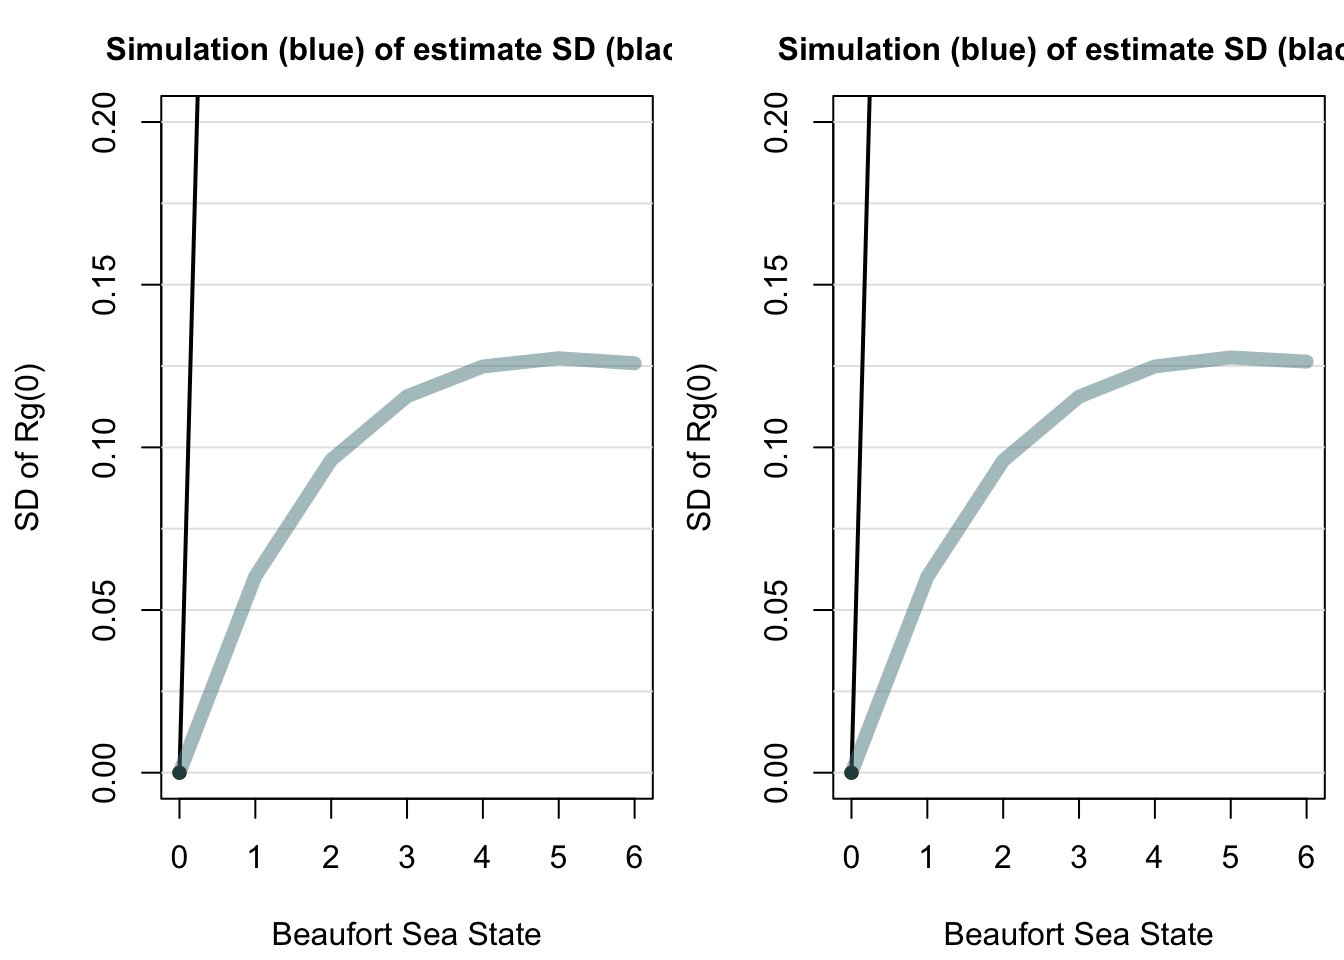 Simulation (blue) of estimate SD (blac
SD of Rg(0)
0.20
0.15
0.10
0.05
0.00
0 1 2 3 4 5 6
Beaufort Sea State
Simulation (blue) of estimate SD (blac
SD of Rg(0)
0.20
0.15
0.10
0.05
0.00
0 1 2 3 4 5 6
Beaufort Sea State